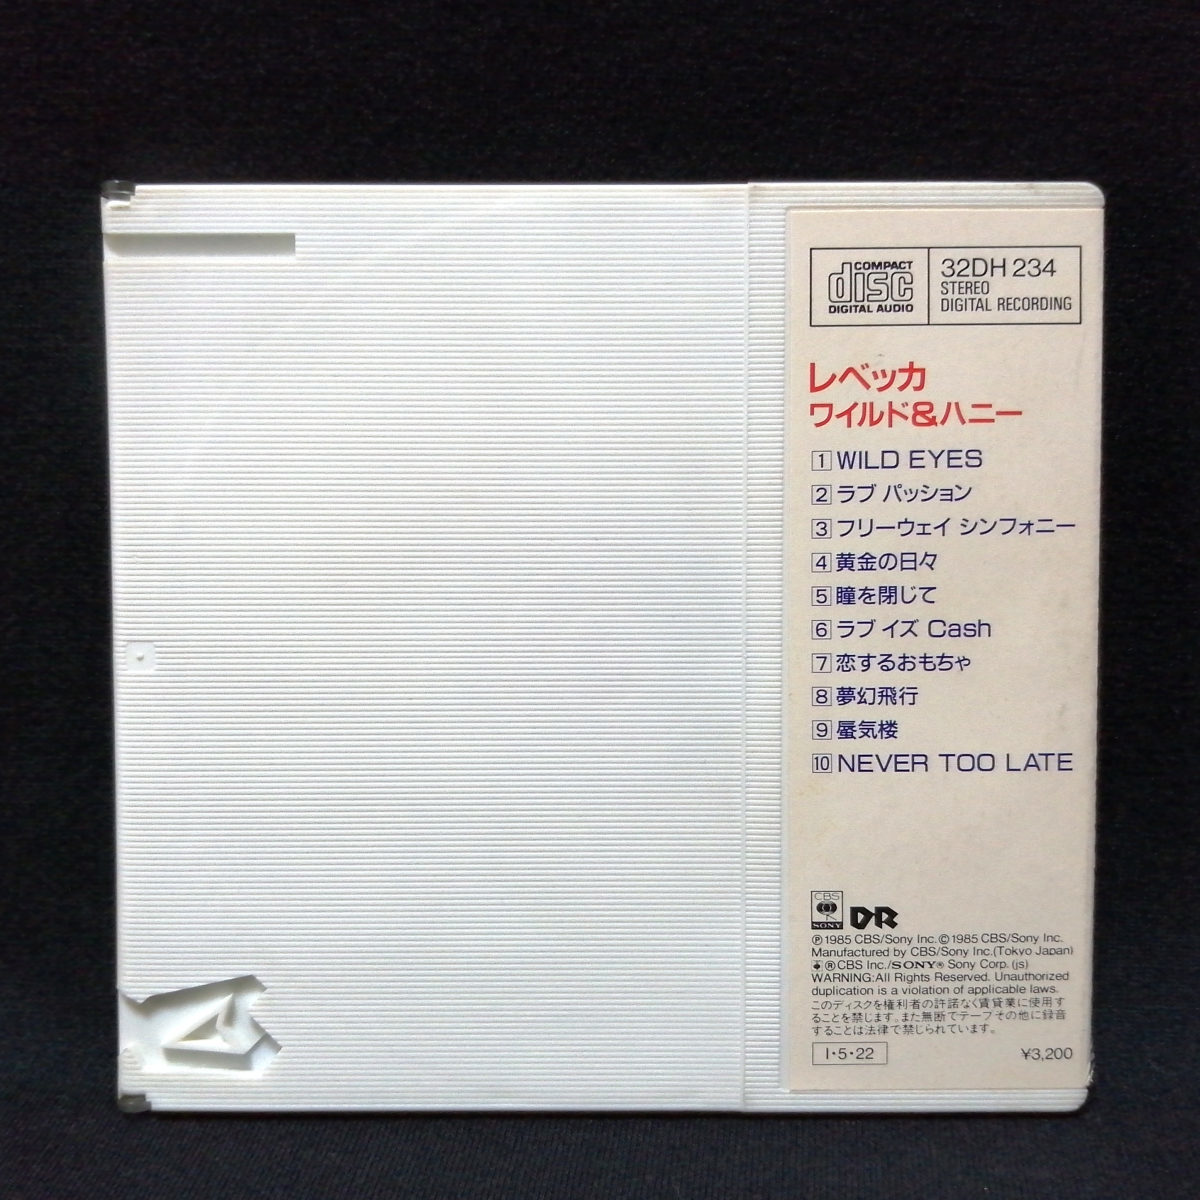 COMPACT
disc
DIGITAL AUDIO
32DH 234
STEREO
DIGITAL RECORDING
レベッカ
ワイルド&ハニー
1 WILD EYES
2 ラブ パッション
3 フリーウェイ シンフォニー
4 黄金の日々
5 瞳を閉じて
6 ラブ イズ Cash
7 恋するおもちゃ
8 夢幻飛行
9 蜃気楼
10 NEVER TOO LATE
CBS
SONY
DR
Ⓟ1985 CBS/Sony Inc. ©1985 CBS/Sony Inc.
Manufactured by CBS/Sony Inc.(Tokyo Japan)
®CBS Inc./SONY® Sony Corp. (js)
WARNING:All Rights Reserved. Unauthorized
duplication is a violation of applicable laws.
このディスクを権利者の許諾なく賃貸業に使用す
ることを禁じます。また無断でテープその他に録音
することは法律で禁じられています。
I・5・22
¥3,200